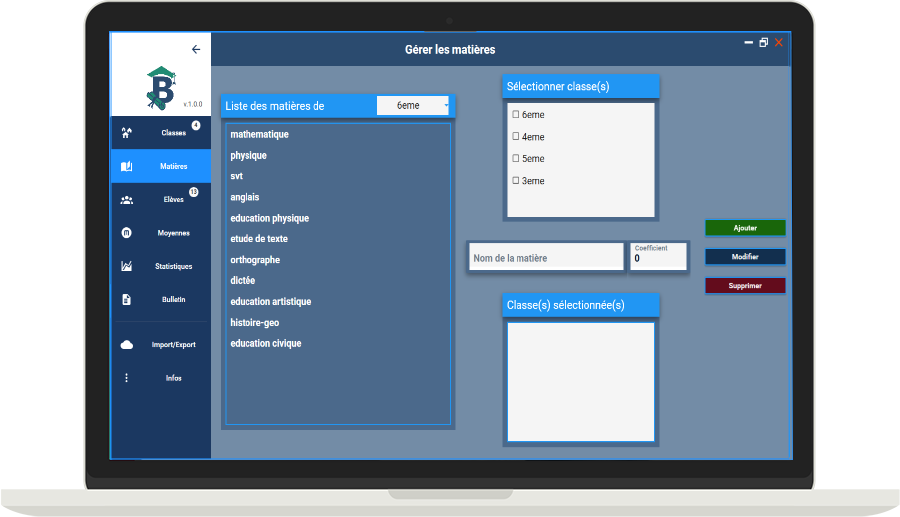 Gérer les matières
B
v.1.0.0
Classes
4
Matières
Elèves
13
Moyennes
m
Statistiques
Bulletin
Import/Export
Infos
Liste des matières de
6eme
mathematique
physique
svt
anglais
education physique
etude de texte
orthographe
dictée
education artistique
histoire-geo
education civique
Sélectionner classe(s)
6eme
4eme
5eme
3eme
Nom de la matière
Coefficient
0
Classe(s) sélectionnée(s)
Ajouter
Modifier
Supprimer